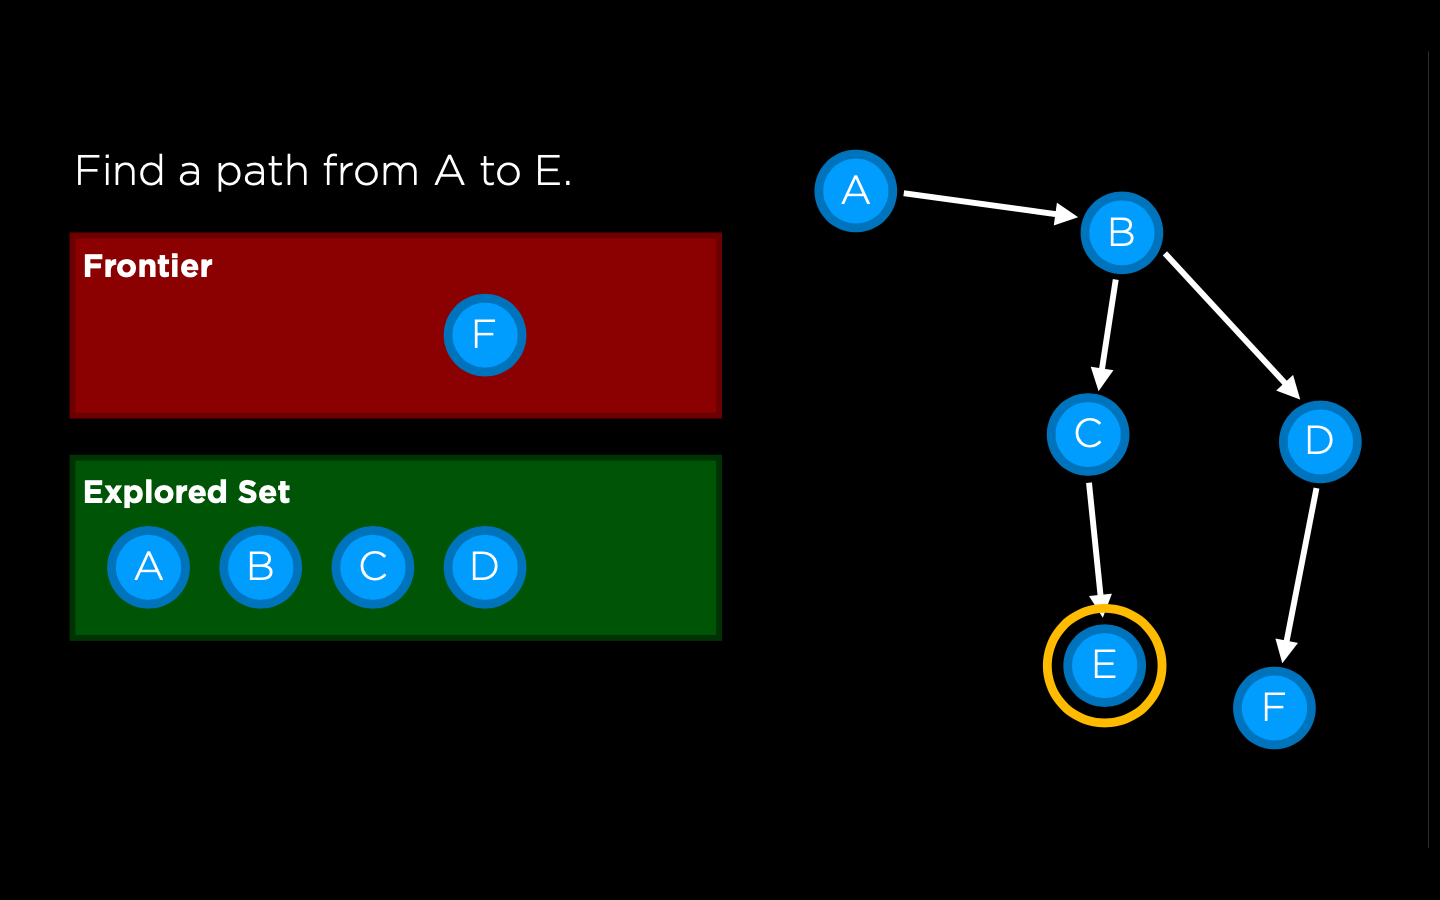 Find a path from A to E.
Frontier
F
Explored Set
A B C D
A
B
C
D
E
F